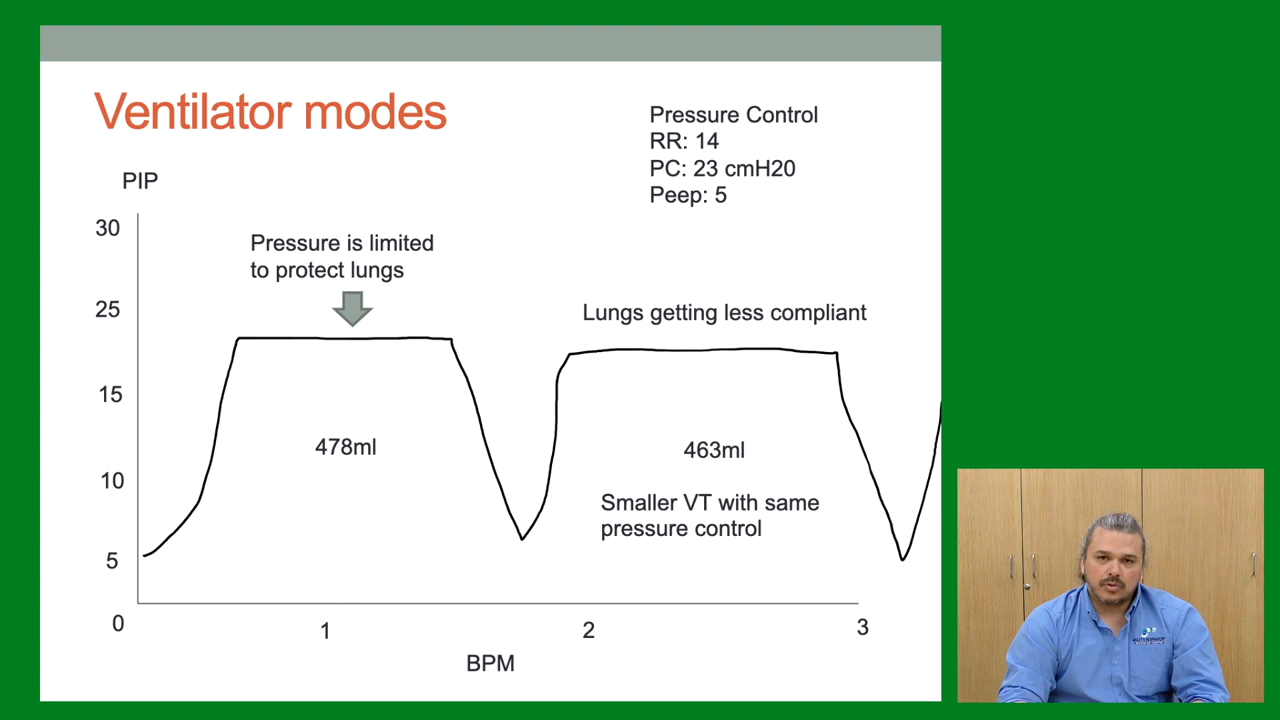 Ventilator modes
Pressure Control
RR: 14
PC: 23 cmH20
Peep: 5
PIP
30
25
15
10
5
0
Pressure is limited
to protect lungs
Lungs getting less compliant
478ml
463ml
Smaller VT with same
pressure control
1
2
3
BPM